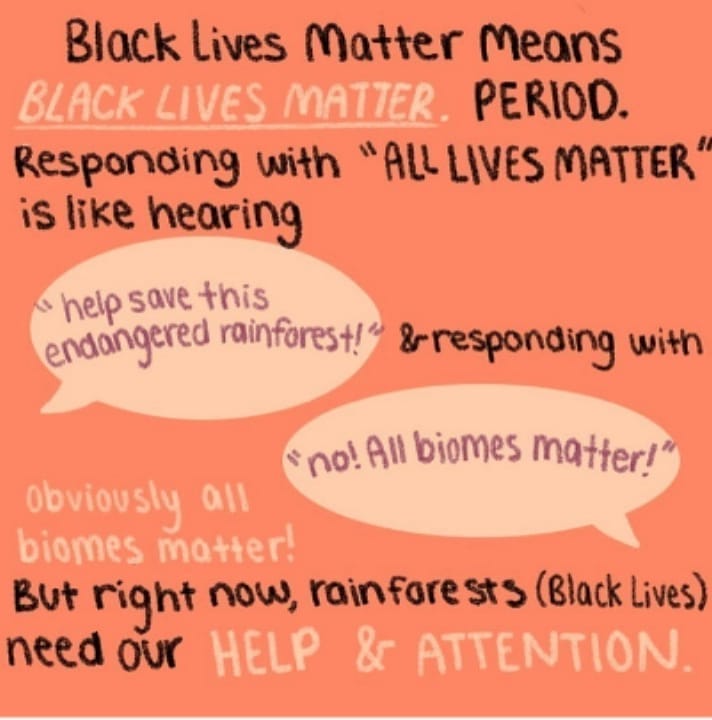 Black Lives Matter Means
BLACK LIVES MATTER. PERIOD.
Responding with "ALL LIVES MATTER"
is like hearing
"help save this
endangered rainforest!"
& responding with
"no! All biomes matter!"
obviously all
biomes matter!
But right now, rainforests (Black Lives)
need our HELP & ATTENTION.